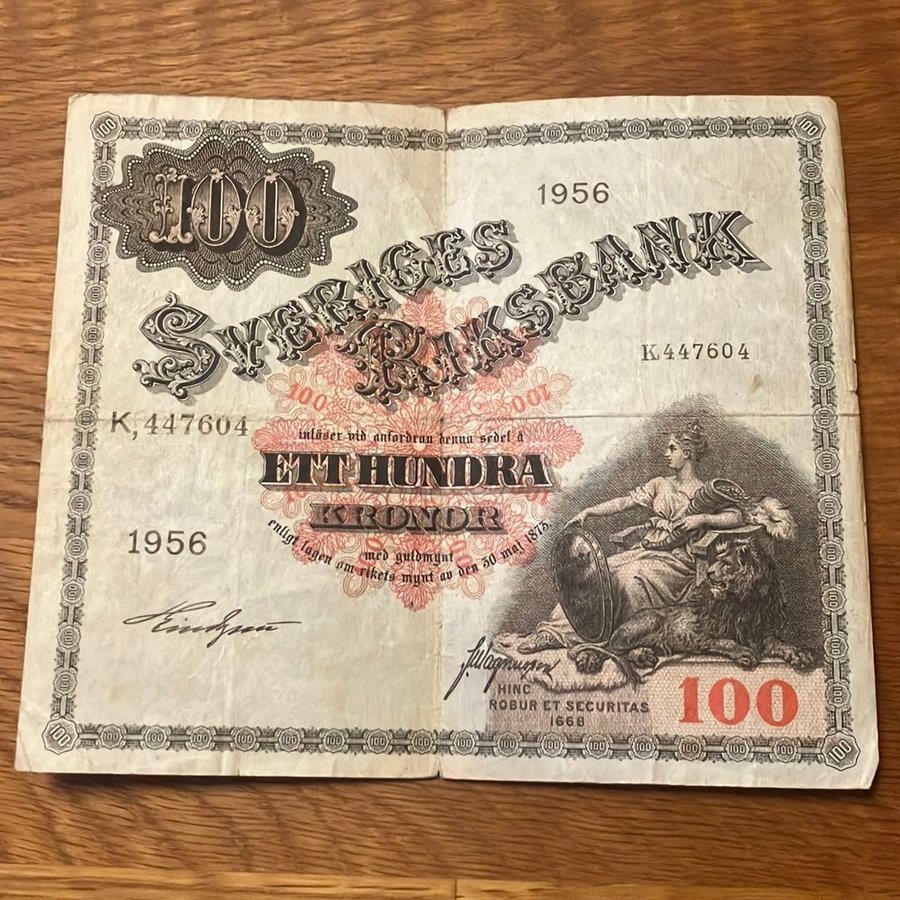 100
1956
SVERIGES
RIKSBANK
K.447604
100 100
K,447604
inlöser vid anfordran denna sedel å
ETT HUNDRA
KRONOR
med guldmynt
enligt lagen om rikets mynt av den 30 maj 1873.
1956
HINC
ROBUR ET SECURITAS
1668
100